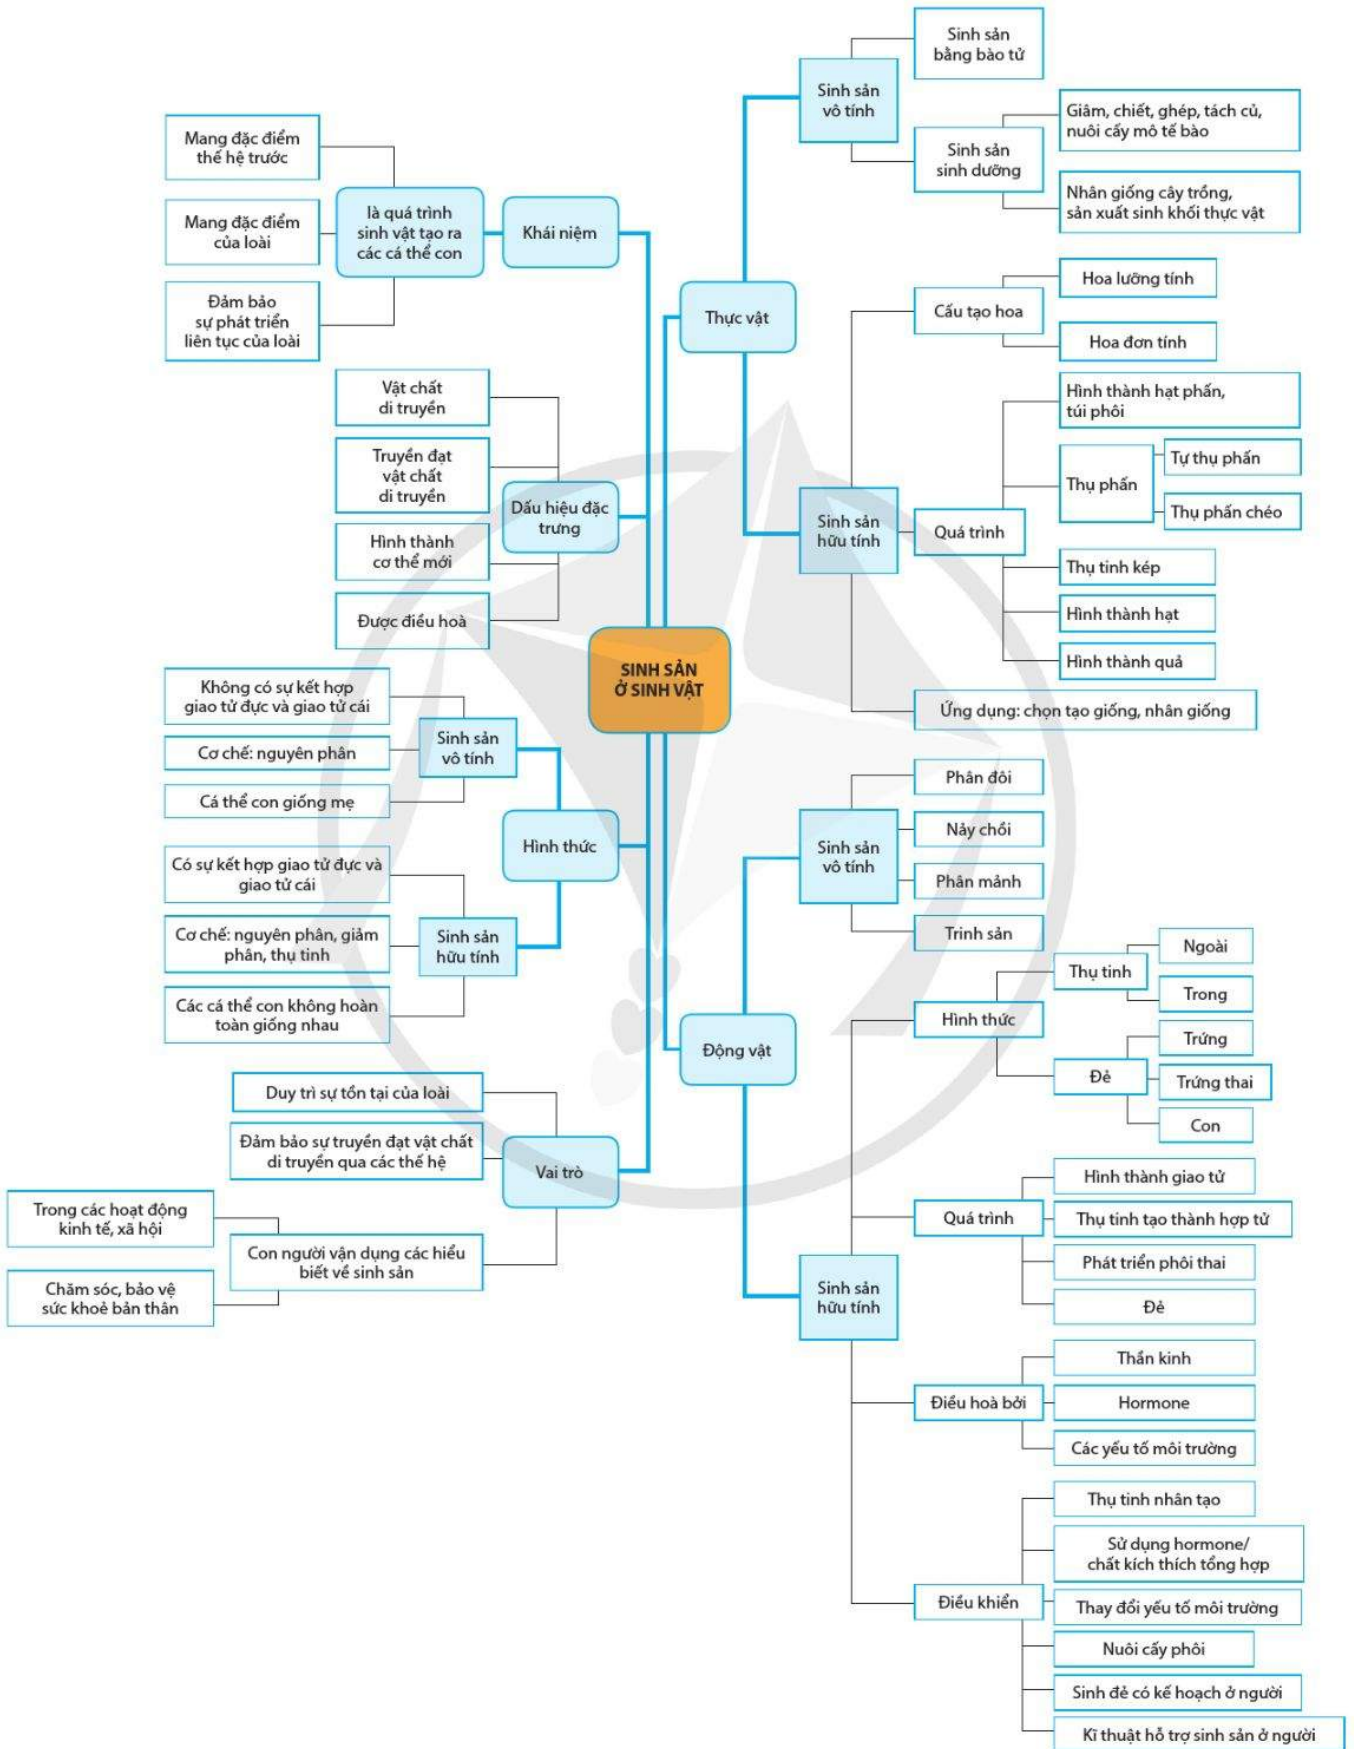 SINH SẢN
Ở SINH VẬT
Khái niệm
là quá trình
sinh vật tạo ra
các cá thể con
Mang đặc điểm
thế hệ trước
Mang đặc điểm
của loài
Đảm bảo
sự phát triển
liên tục của loài
Dấu hiệu đặc
trưng
Vật chất
di truyền
Truyền đạt
vật chất
di truyền
Hình thành
cơ thể mới
Được điều hoà
Hình thức
Sinh sản
vô tính
Không có sự kết hợp
giao tử đực và giao tử cái
Cơ chế: nguyên phân
Cá thể con giống mẹ
Sinh sản
hữu tính
Có sự kết hợp giao tử đực và
giao tử cái
Cơ chế: nguyên phân, giảm
phân, thụ tinh
Các cá thể con không hoàn
toàn giống nhau
Vai trò
Duy trì sự tồn tại của loài
Đảm bảo sự truyền đạt vật chất
di truyền qua các thế hệ
Con người vận dụng các hiểu
biết về sinh sản
Trong các hoạt động
kinh tế, xã hội
Chăm sóc, bảo vệ
sức khoẻ bản thân
Thực vật
Sinh sản
vô tính
Sinh sản
bằng bào tử
Sinh sản
sinh dưỡng
Giâm, chiết, ghép, tách củ,
nuôi cấy mô tế bào
Nhân giống cây trồng,
sản xuất sinh khối thực vật
Sinh sản
hữu tính
Cấu tạo hoa
Hoa lưỡng tính
Hoa đơn tính
Quá trình
Hình thành hạt phấn,
túi phôi
Thụ phấn
Tự thụ phấn
Thụ phấn chéo
Thụ tinh kép
Hình thành hạt
Hình thành quả
Ứng dụng: chọn tạo giống, nhân giống
Động vật
Sinh sản
vô tính
Phân đôi
Nảy chồi
Phân mảnh
Trinh sản
Sinh sản
hữu tính
Hình thức
Thụ tinh
Ngoài
Trong
Đẻ
Trứng
Trứng thai
Con
Quá trình
Hình thành giao tử
Thụ tinh tạo thành hợp tử
Phát triển phôi thai
Đẻ
Điều hoà bởi
Thần kinh
Hormone
Các yếu tố môi trường
Điều khiển
Thụ tinh nhân tạo
Sử dụng hormone/
chất kích thích tổng hợp
Thay đổi yếu tố môi trường
Nuôi cấy phôi
Sinh đẻ có kế hoạch ở người
Kĩ thuật hỗ trợ sinh sản ở người